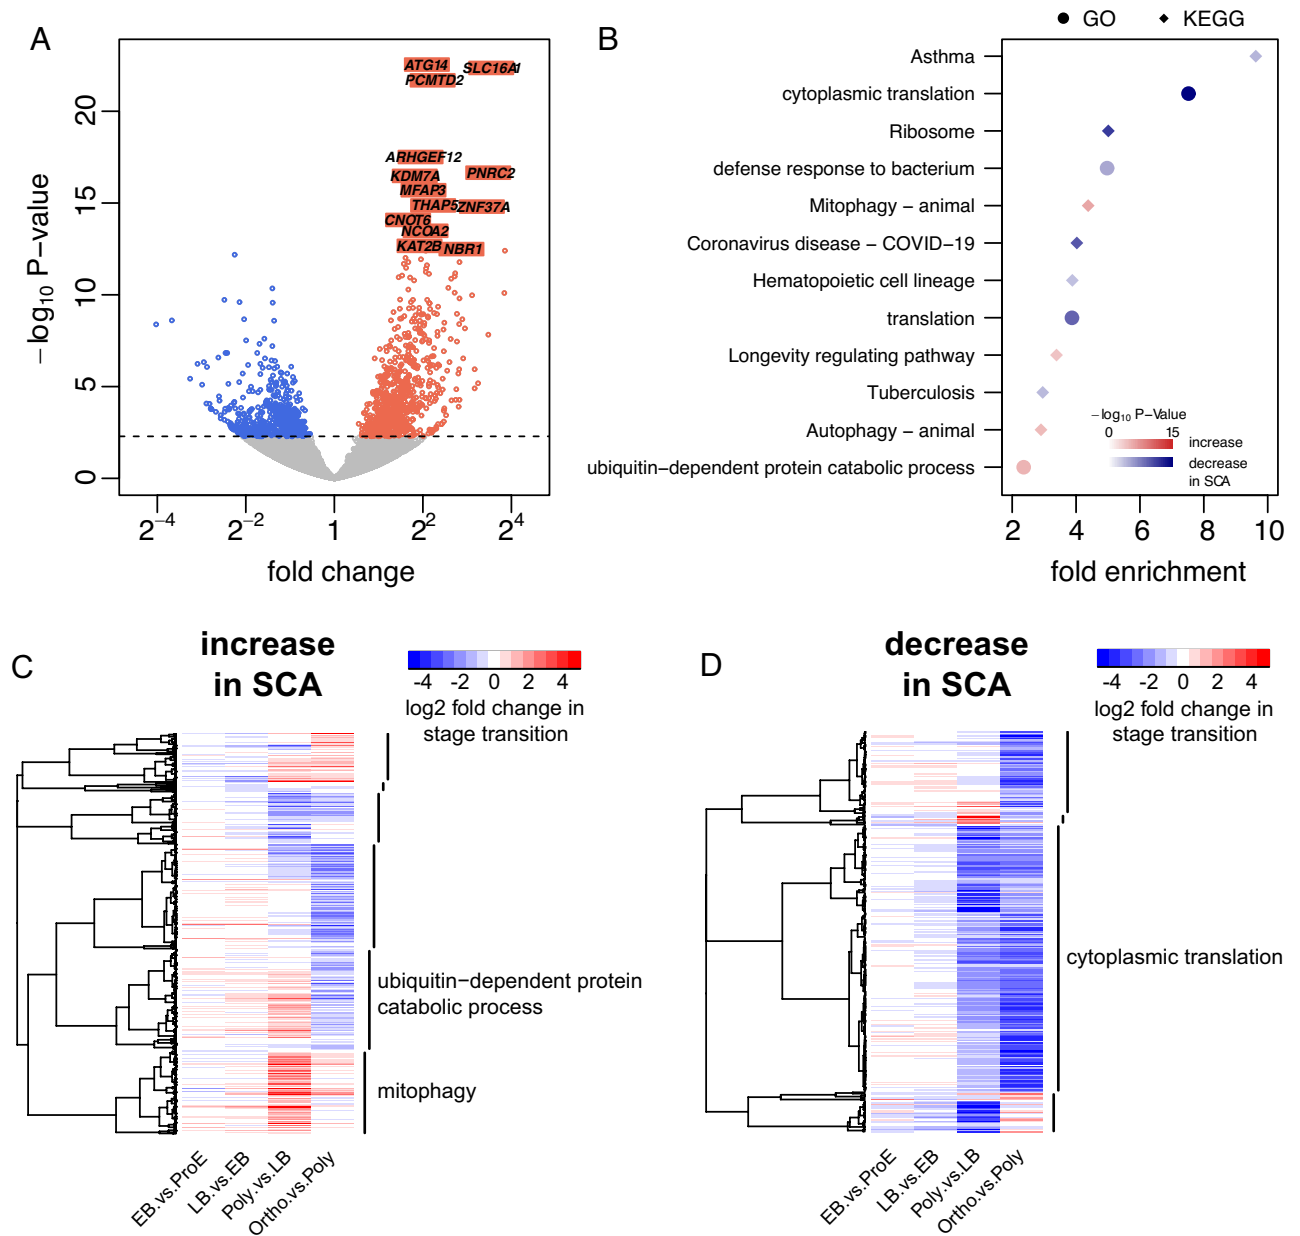 A
−log10 P−value
20
15
10
5
0
ATG14
SLC16A1
PCMTD2
ARHGEF12
PNRC2
KDM7A
MFAP3
THAP5
ZNF37A
CNOT6
NCOA2
KAT2B
NBR1
2−4
2−2
1
22
24
fold change
B
GO
KEGG
Asthma
cytoplasmic translation
Ribosome
defense response to bacterium
Mitophagy − animal
Coronavirus disease − COVID−19
Hematopoietic cell lineage
translation
Longevity regulating pathway
Tuberculosis
Autophagy − animal
ubiquitin−dependent protein catabolic process
−log10 P−Value
0
15
increase
decrease
in SCA
2
4
6
8
10
fold enrichment
C
increase
in SCA
-4 -2 0 2 4
log2 fold change in
stage transition
ubiquitin−dependent protein
catabolic process
mitophagy
EB.vs.ProE
LB.vs.EB
Poly.vs.LB
Ortho.vs.Poly
D
decrease
in SCA
-4 -2 0 2 4
log2 fold change in
stage transition
cytoplasmic translation
EB.vs.ProE
LB.vs.EB
Poly.vs.LB
Ortho.vs.Poly